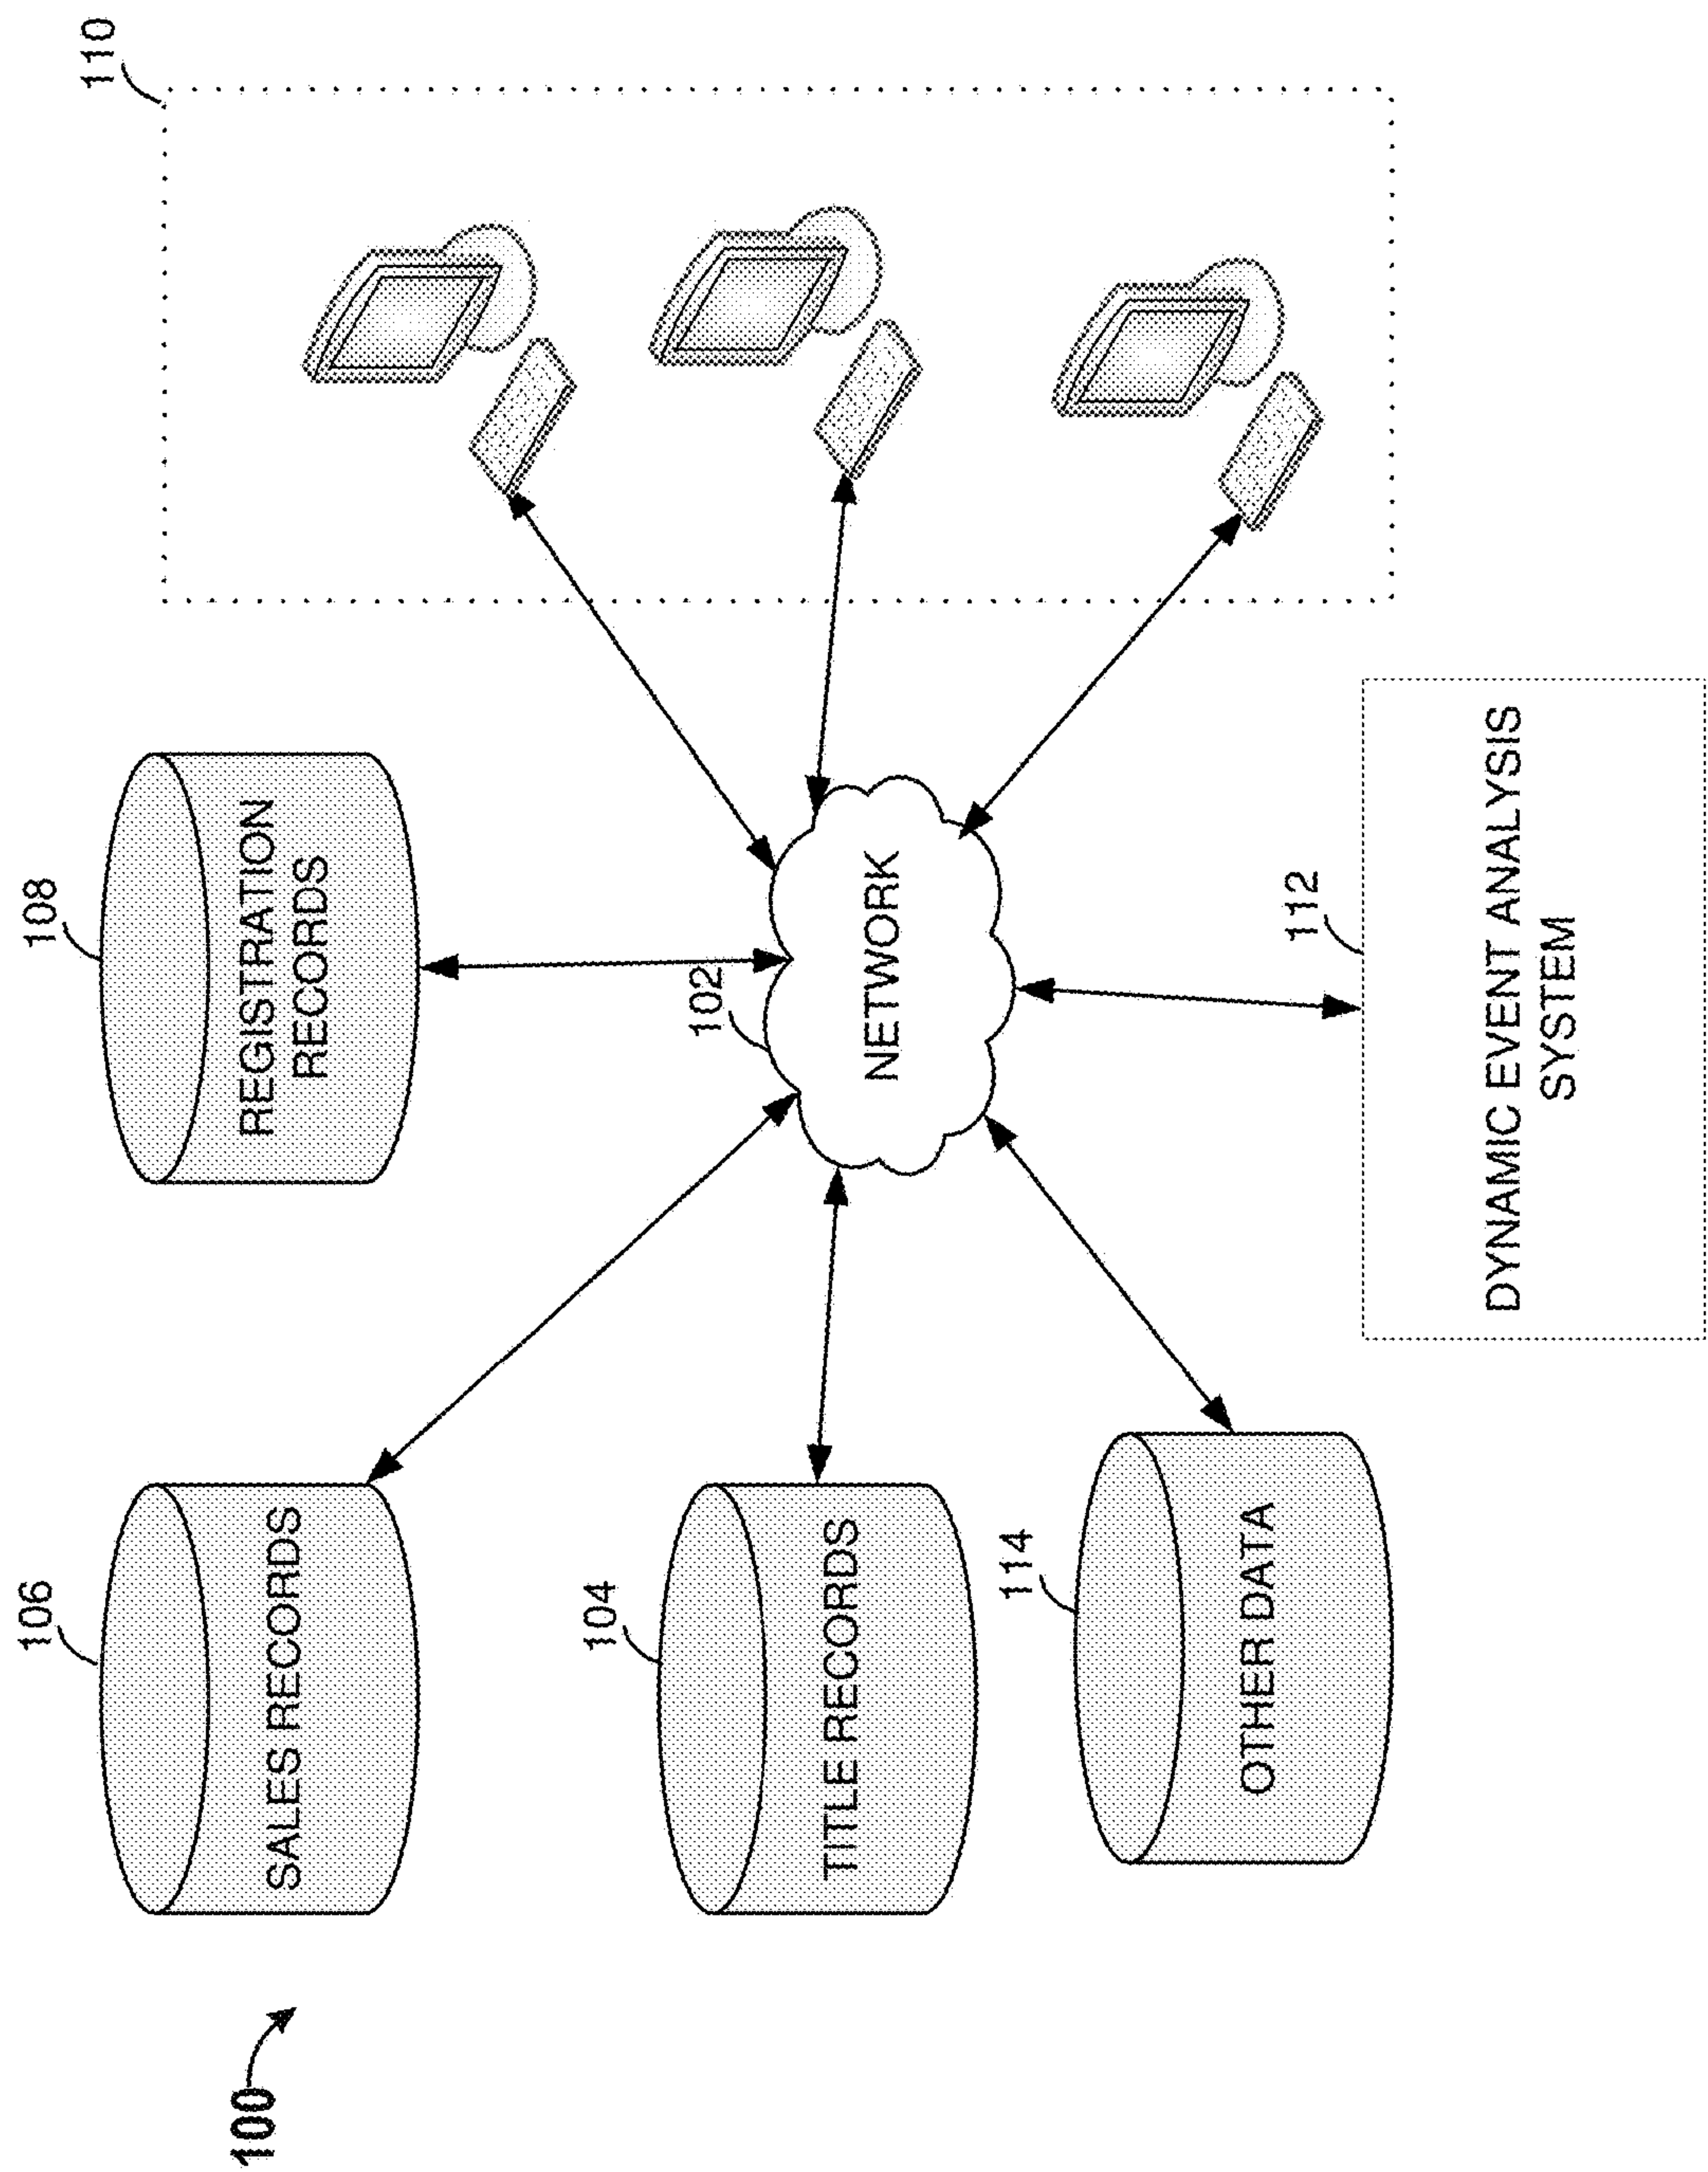 100
106
SALES RECORDS
108
REGISTRATION
RECORDS
110
104
TITLE RECORDS
102
NETWORK
114
OTHER DATA
112
DYNAMIC EVENT ANALYSIS
SYSTEM